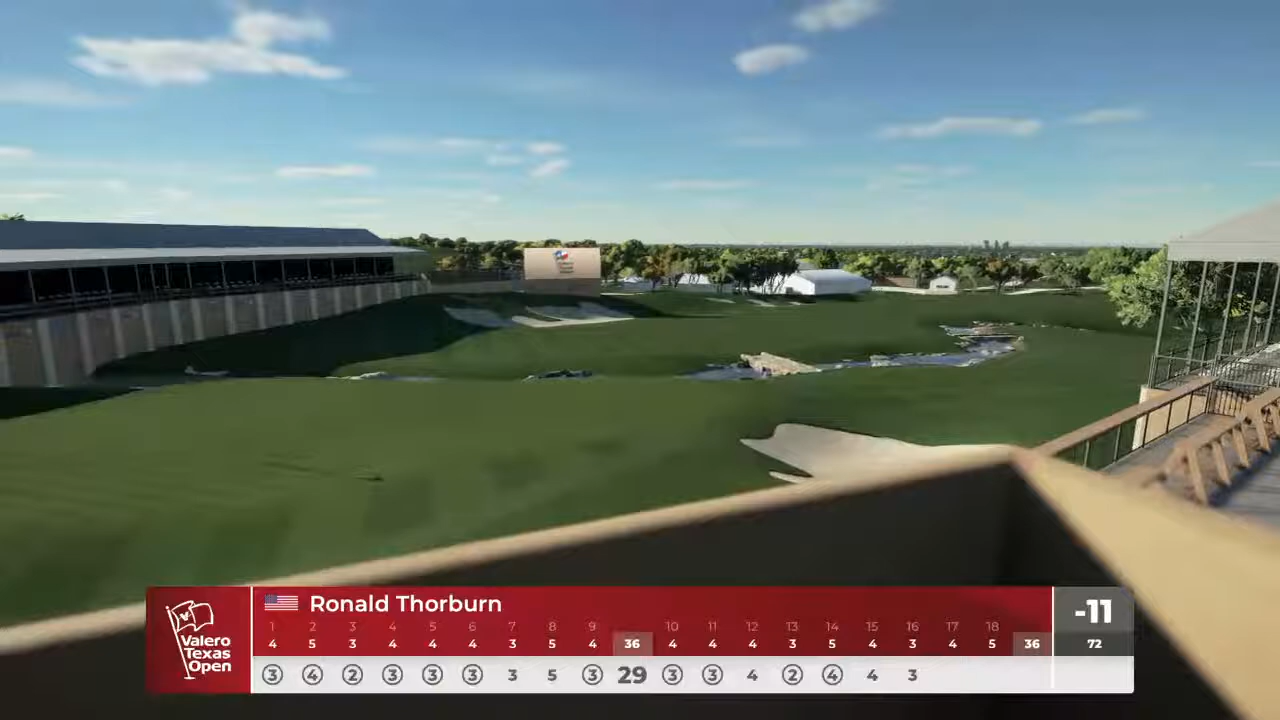 Ronald Thorburn
-11
1 2 3 4 5 6 7 8 9 10 11 12 13 14 15 16 17 18
4 5 3 4 4 4 3 5 4 36 4 4 4 3 5 4 3 4 5 36 72
3 4 2 3 3 3 3 5 3 29 3 3 4 2 4 4 3
Valero
Texas
Open